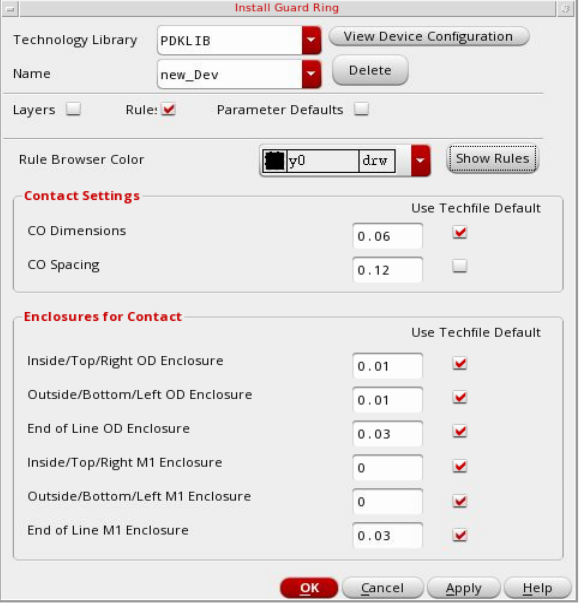 Install Guard Ring
Technology Library PDKLIB View Device Configuration
Name new_Dev Delete
Layers Rule: Parameter Defaults
Rule Browser Color y0 drw Show Rules
Contact Settings
Use Techfile Default
CO Dimensions 0.06
CO Spacing 0.12
Enclosures for Contact
Use Techfile Default
Inside/Top/Right OD Enclosure 0.01
Outside/Bottom/Left OD Enclosure 0.01
End of Line OD Enclosure 0.03
Inside/Top/Right M1 Enclosure 0
Outside/Bottom/Left M1 Enclosure 0
End of Line M1 Enclosure 0.03
OK Cancel Apply Help